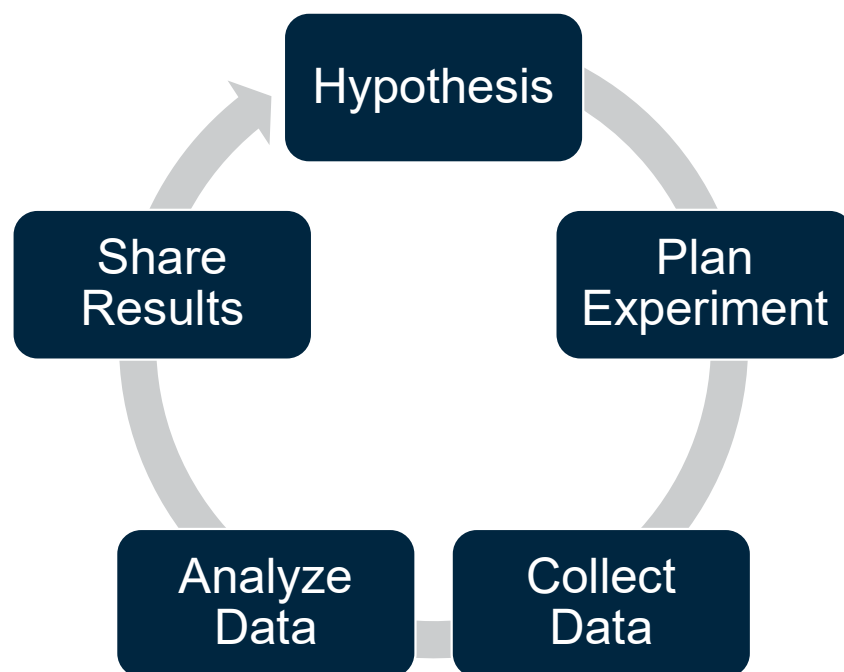 Hypothesis
Plan
Experiment
Collect
Data
Analyze
Data
Share
Results